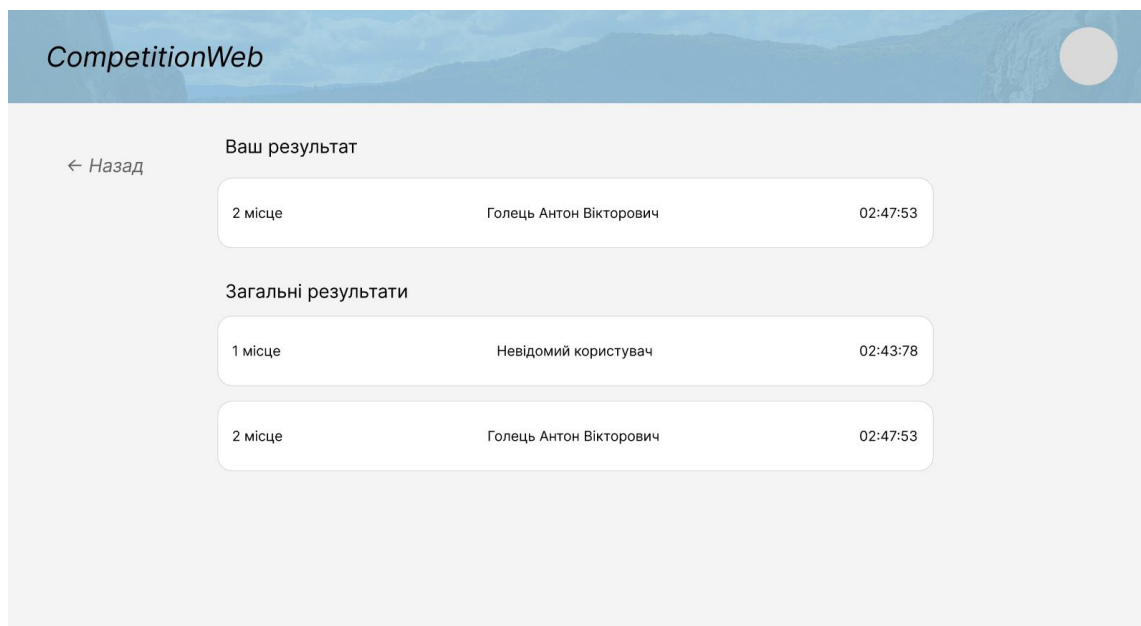 CompetitionWeb
← Назад
Ваш результат
2 місце Голець Антон Вікторович 02:47:53
Загальні результати
1 місце Невідомий користувач 02:43:78
2 місце Голець Антон Вікторович 02:47:53